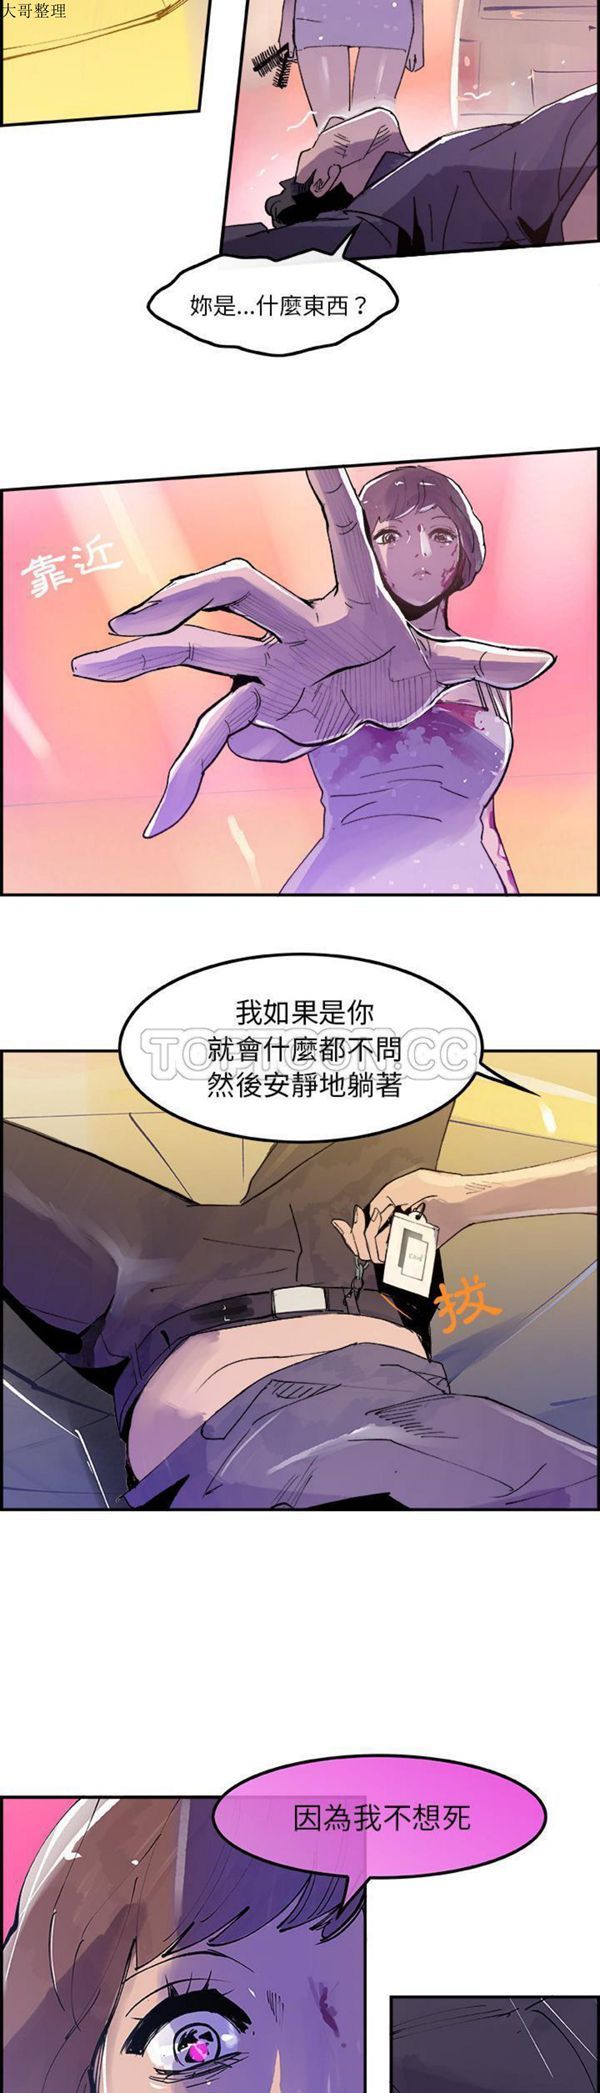 大哥整理
妳是...什麼東西？
靠近
我如果是你
就會什麼都不問
然後安靜地躺著
TOPTOON.CC
拔
因為我不想死